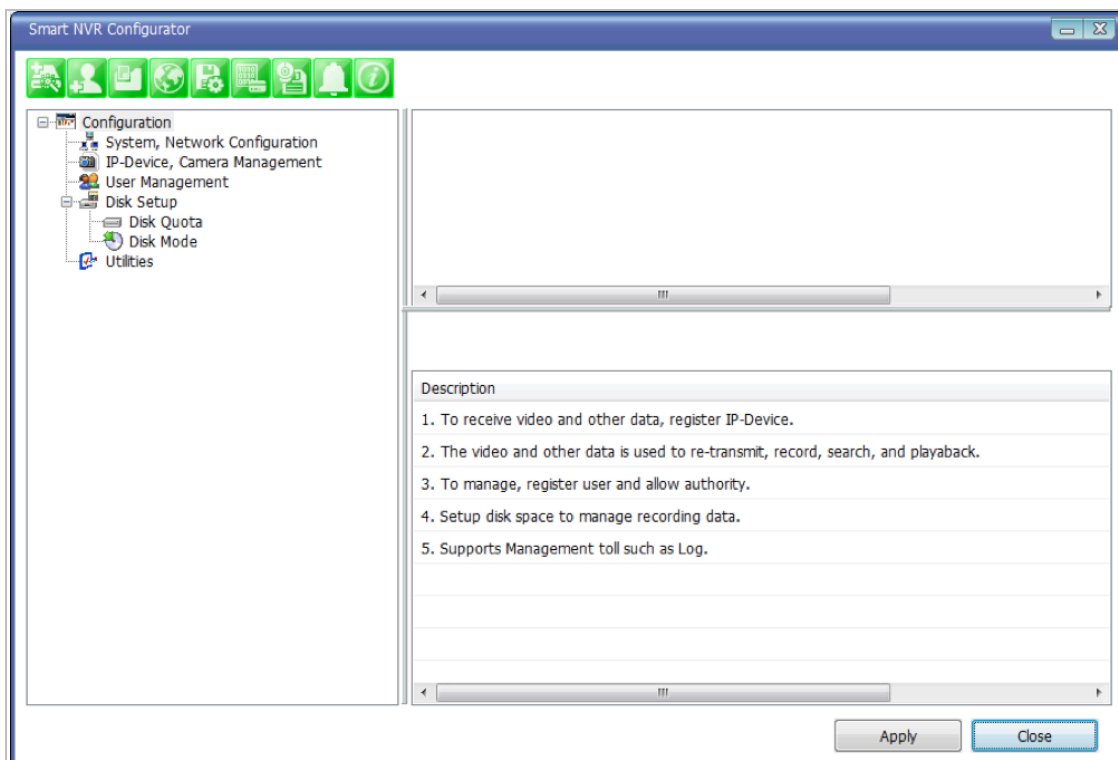 Smart NVR Configurator
Configuration
System, Network Configuration
IP-Device, Camera Management
User Management
Disk Setup
Disk Quota
Disk Mode
Utilities
Description
1. To receive video and other data, register IP-Device.
2. The video and other data is used to re-transmit, record, search, and playaback.
3. To manage, register user and allow authority.
4. Setup disk space to manage recording data.
5. Supports Management toll such as Log.
Apply
Close